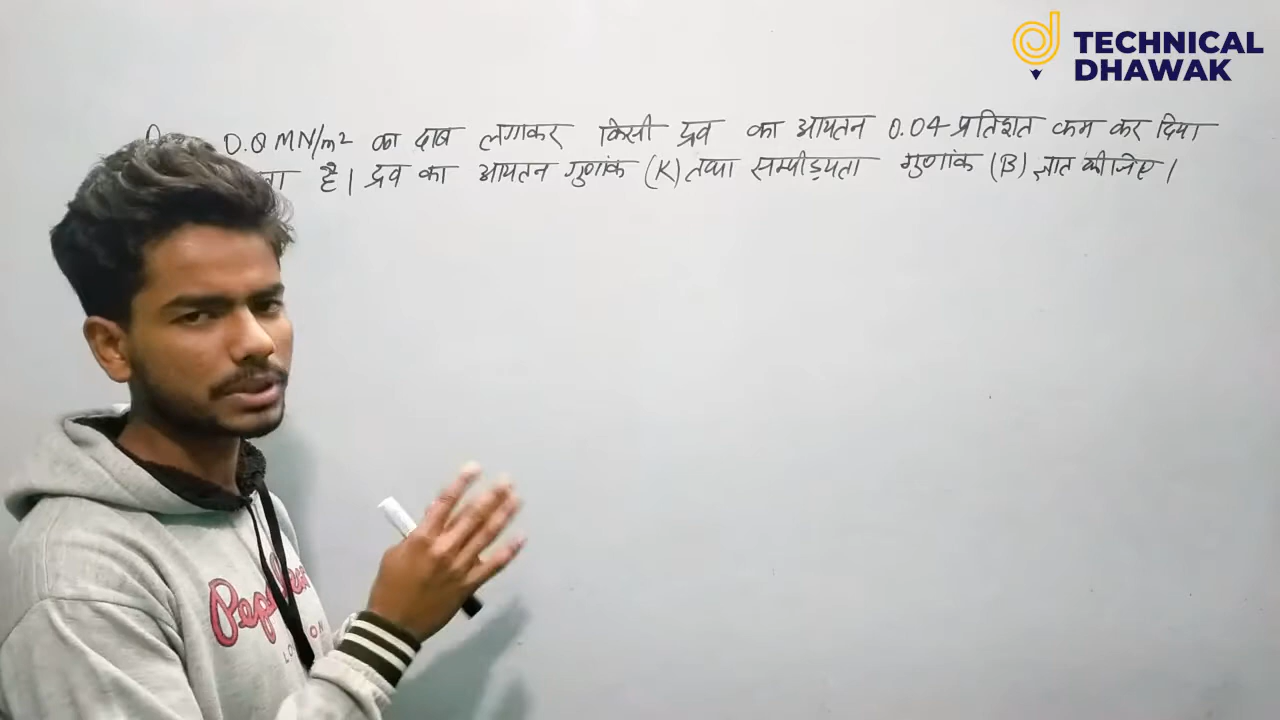 TECHNICAL
DHAWAK
0.8 MN/m² का दाब लगाकर किसी द्रव का आयतन 0.04 प्रतिशत कम कर दिया
है। द्रव का आयतन गुणांक (K) तथा सम्पीड़यता गुणांक (B) ज्ञात कीजिए।